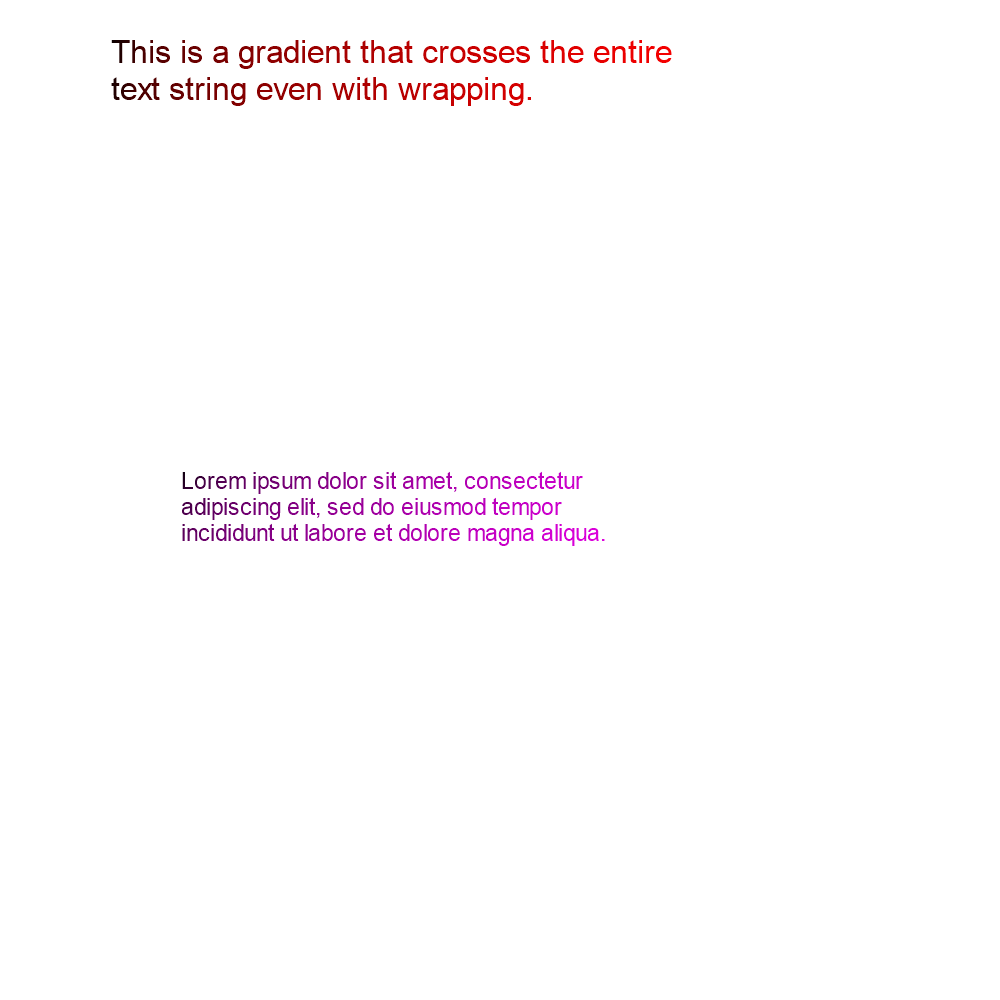 This is a gradient that crosses the entire
text string even with wrapping.
Lorem ipsum dolor sit amet, consectetur
adipiscing elit, sed do eiusmod tempor
incididunt ut labore et dolore magna aliqua.